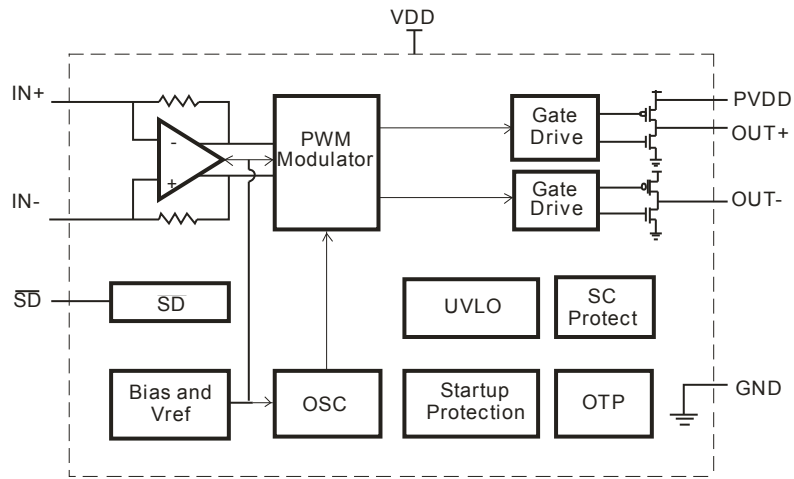 VDD
IN+
PVDD
Gate
Drive
PWM
Modulator
OUT+
-
+
IN-
Gate
Drive
OUT-
SD
SD
UVLO
SC
Protect
Bias and
Vref
OSC
Startup
Protection
OTP
GND